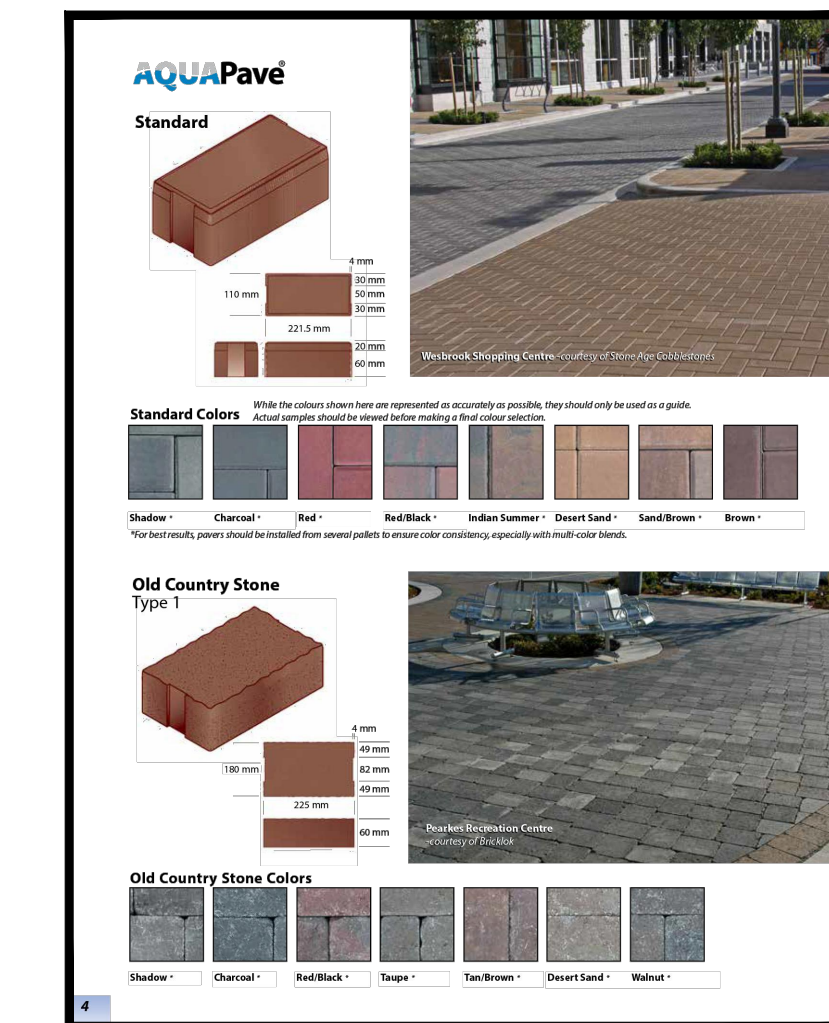 AQUAPave®
Standard
4 mm
30 mm
110 mm
50 mm
30 mm
221.5 mm
20 mm
60 mm
Wesbrook Shopping Centre -courtesy of Stone Age Cobblestones
Standard Colors
While the colours shown here are represented as accurately as possible, they should only be used as a guide.
Actual samples should be viewed before making a final colour selection.
Shadow * Charcoal * Red * Red/Black * Indian Summer * Desert Sand * Sand/Brown * Brown *
*For best results, pavers should be installed from several pallets to ensure color consistency, especially with multi-color blends.
Old Country Stone
Type 1
4 mm
49 mm
180 mm
82 mm
49 mm
225 mm
60 mm
Pearkes Recreation Centre
-courtesy of Bricklok
Old Country Stone Colors
Shadow * Charcoal * Red/Black * Taupe * Tan/Brown * Desert Sand * Walnut *
4